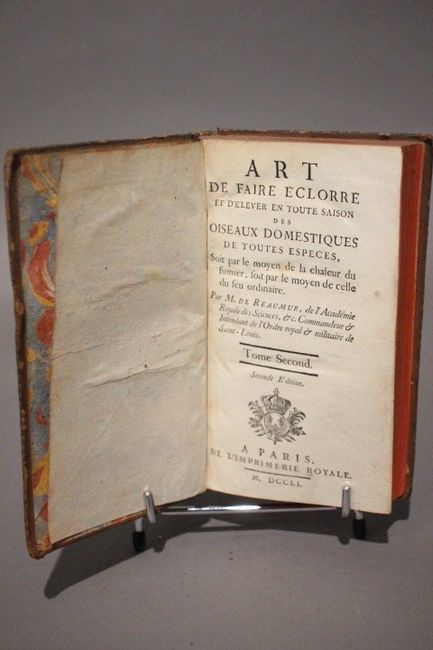 ART
DE FAIRE ECLORRE
ET D'ELEVER EN TOUTE SAISON
DES
OISEAUX DOMESTIQUES
DE TOUTES ESPECES,
Soit par le moyen de la chaleur du
fumier, soit par le moyen de celle
du feu ordinaire.
Par M. DE REAUMUR, de l'Académie
Royale des Sciences, &c. Commandeur &
Intendant de l'Ordre royal & militaire de
Saint-Louis.
Tome Second.
Seconde Edition.
A PARIS,
DE L'IMPRIMERIE ROYALE.
M. DCCLI.